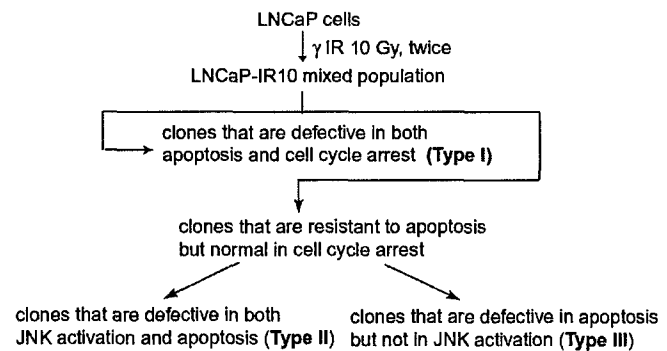 LNCaP cells
γ IR 10 Gy, twice
LNCaP-IR10 mixed population
clones that are defective in both
apoptosis and cell cycle arrest (Type I)
clones that are resistant to apoptosis
but normal in cell cycle arrest
clones that are defective in both
JNK activation and apoptosis (Type II)
clones that are defective in apoptosis
but not in JNK activation (Type III)